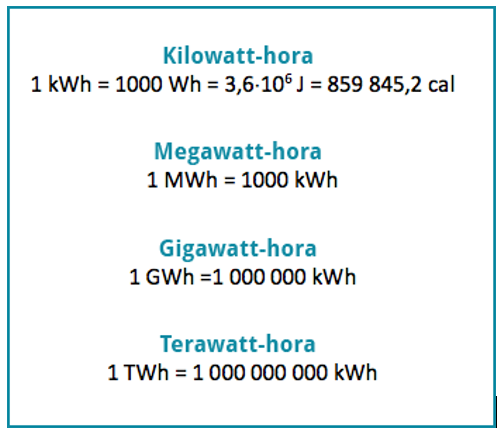 Kilowatt-hora
1 kWh = 1000 Wh = 3,6·10⁶ J = 859 845,2 cal
Megawatt-hora
1 MWh = 1000 kWh
Gigawatt-hora
1 GWh =1 000 000 kWh
Terawatt-hora
1 TWh = 1 000 000 000 kWh